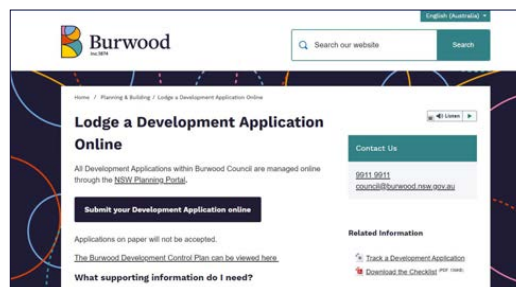 English (Australia)
Burwood
Inc.1874
Search our website
Search
Home / Planning & Building / Lodge a Development Application Online
Listen
Lodge a Development Application
Online
All Development Applications within Burwood Council are managed online
through the NSW Planning Portal.
Submit your Development Application online
Applications on paper will not be accepted.
The Burwood Development Control Plan can be viewed here
What supporting information do I need?
Contact Us
9911 9911
council@burwood.nsw.gov.au
Related Information
Track a Development Application
Download the Checklist